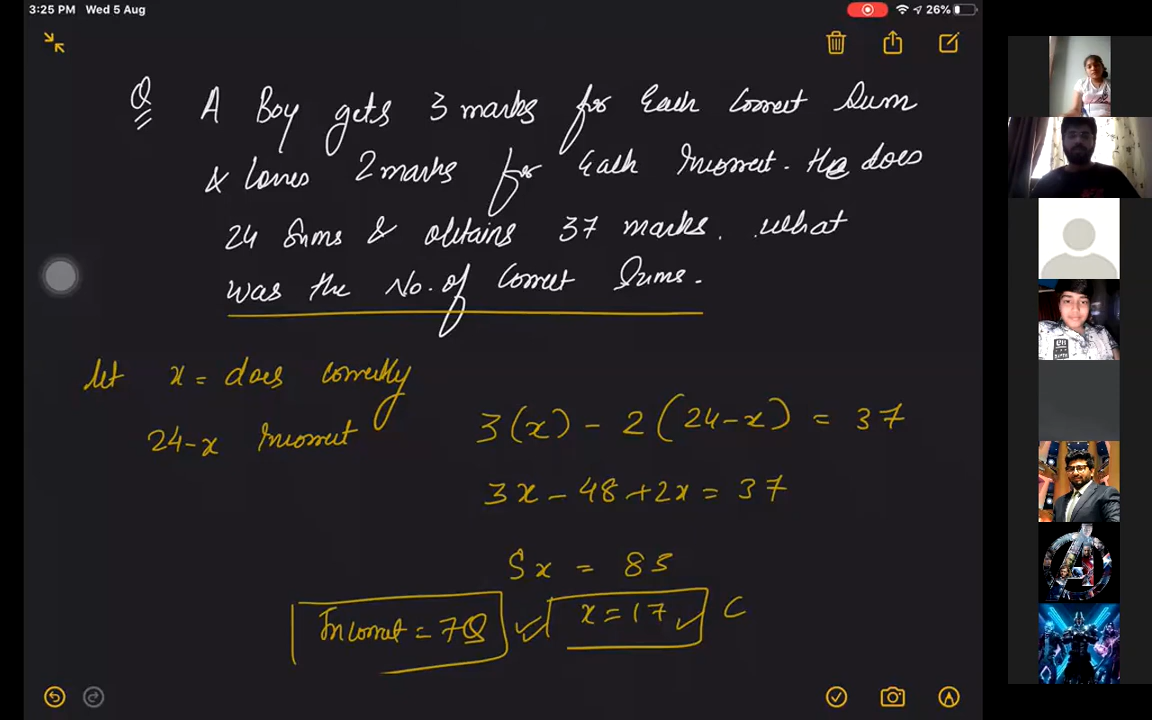 3:25 PM Wed 5 Aug
26%
Q A Boy gets 3 marks for Each Correct Sum
& loses 2 marks for Each Incorrect. He does
24 Sums & obtains 37 marks. what
was the No. of Correct Sums.
let x = does correctly
24-x Incorrect
3(x) - 2(24-x) = 37
3x - 48 + 2x = 37
5x = 85
x = 17 ✓ C
Incorrect = 7Q ✓